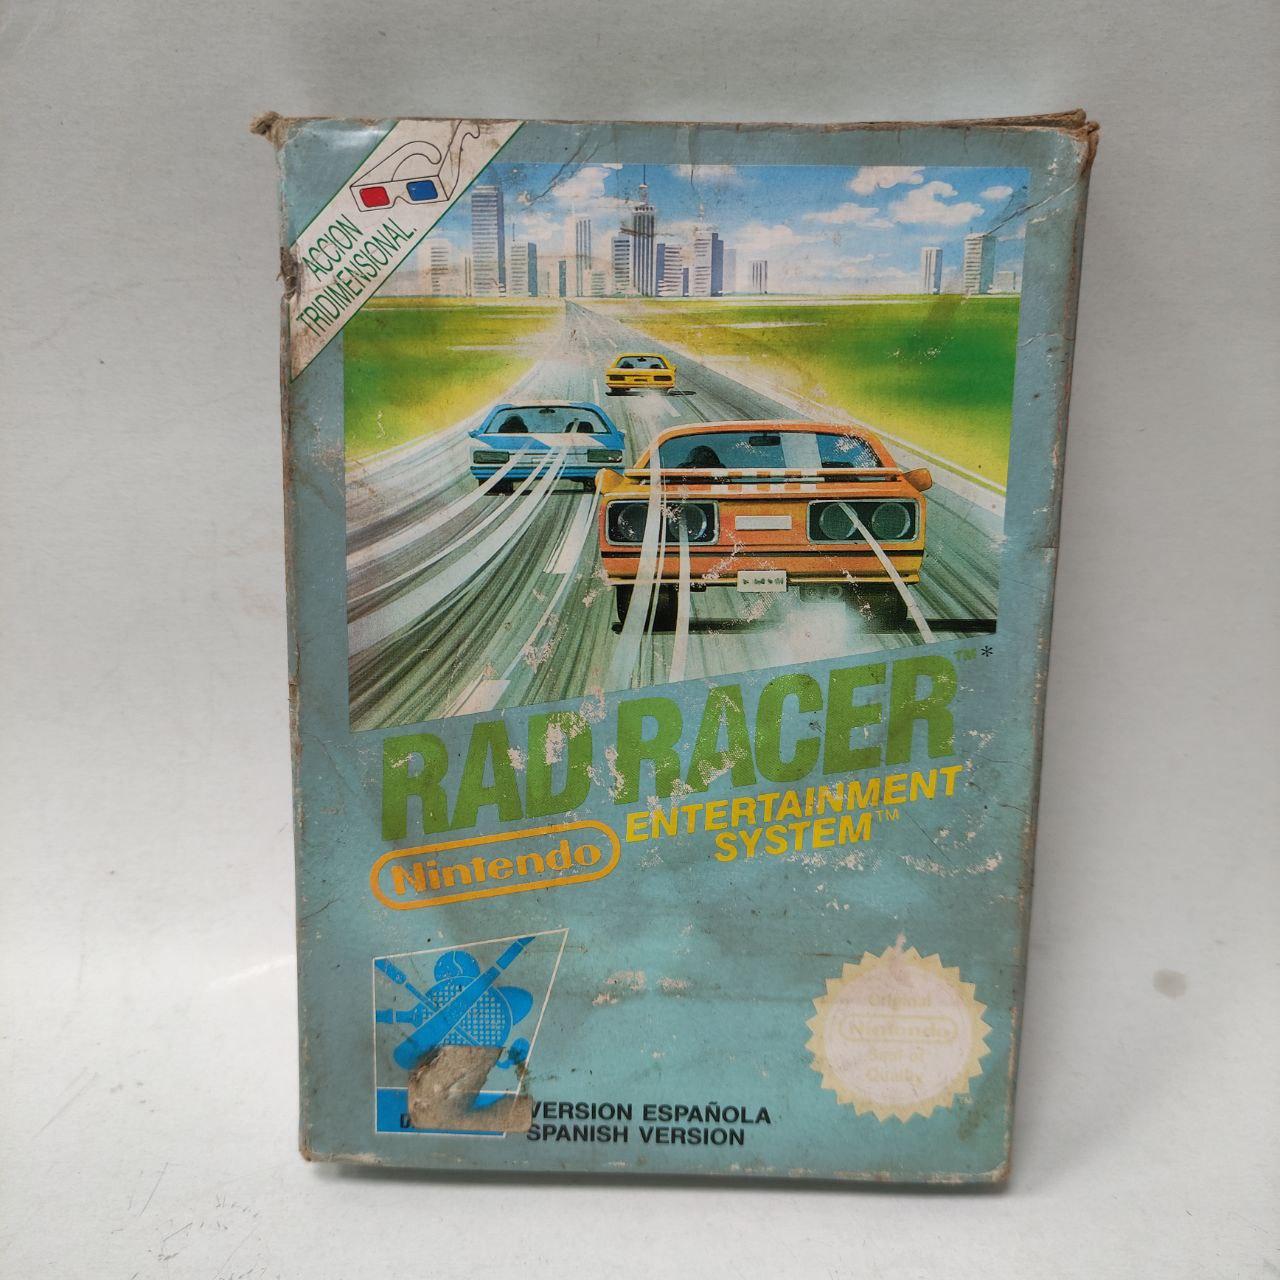 ACCION
TRIDIMENSIONAL.
RAD RACER™*
Nintendo
ENTERTAINMENT
SYSTEM™
Original
Nintendo
Seal of
Quality
VERSION ESPAÑOLA
SPANISH VERSION